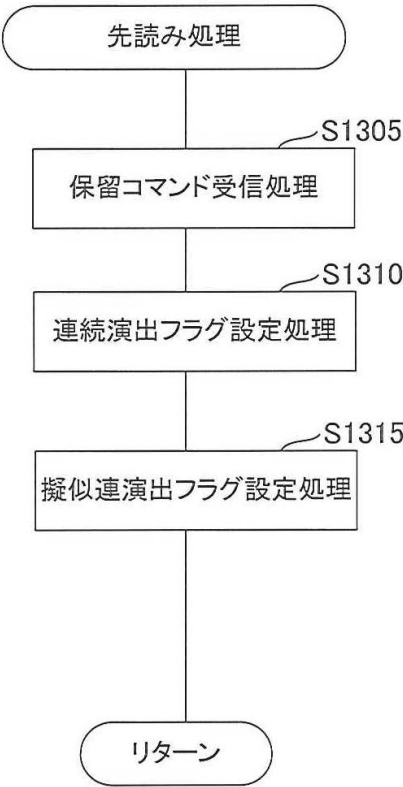 先読み処理
S1305
保留コマンド受信処理
S1310
連続演出フラグ設定処理
S1315
擬似連演出フラグ設定処理
リターン